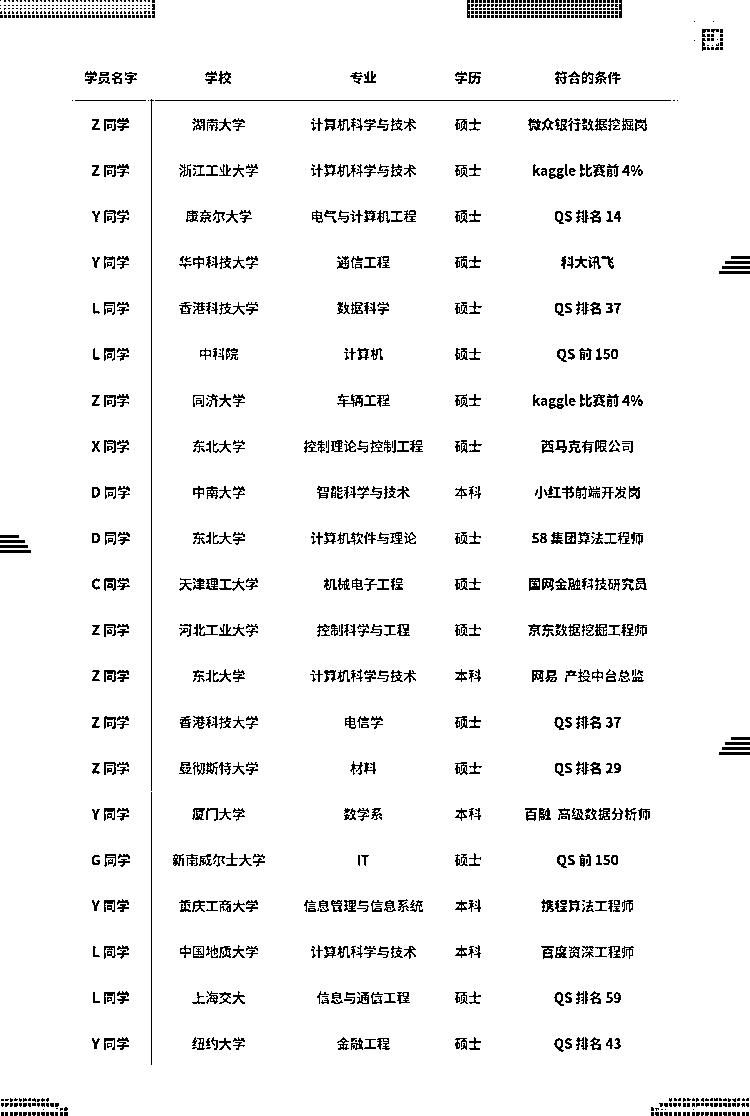 学员名字 学校 专业 学历 符合的条件
Z 同学 湖南大学 计算机科学与技术 硕士 微众银行数据挖掘岗
Z 同学 浙江工业大学 计算机科学与技术 硕士 kaggle 比赛前 4%
Y 同学 康奈尔大学 电气与计算机工程 硕士 QS 排名 14
Y 同学 华中科技大学 通信工程 硕士 科大讯飞
L 同学 香港科技大学 数据科学 硕士 QS 排名 37
L 同学 中科院 计算机 硕士 QS 前 150
Z 同学 同济大学 车辆工程 硕士 kaggle 比赛前 4%
X 同学 东北大学 控制理论与控制工程 硕士 西马克有限公司
D 同学 中南大学 智能科学与技术 本科 小红书前端开发岗
D 同学 东北大学 计算机软件与理论 硕士 58 集团算法工程师
C 同学 天津理工大学 机械电子工程 硕士 国网金融科技研究员
Z 同学 河北工业大学 控制科学与工程 硕士 京东数据挖掘工程师
Z 同学 东北大学 计算机科学与技术 本科 网易 产投中台总监
Z 同学 香港科技大学 电信学 硕士 QS 排名 37
Z 同学 曼彻斯特大学 材料 硕士 QS 排名 29
Y 同学 厦门大学 数学系 本科 百融 高级数据分析师
G 同学 新南威尔士大学 IT 硕士 QS 前 150
Y 同学 重庆工商大学 信息管理与信息系统 本科 携程算法工程师
L 同学 中国地质大学 计算机科学与技术 本科 百度资深工程师
L 同学 上海交大 信息与通信工程 硕士 QS 排名 59
Y 同学 纽约大学 金融工程 硕士 QS 排名 43